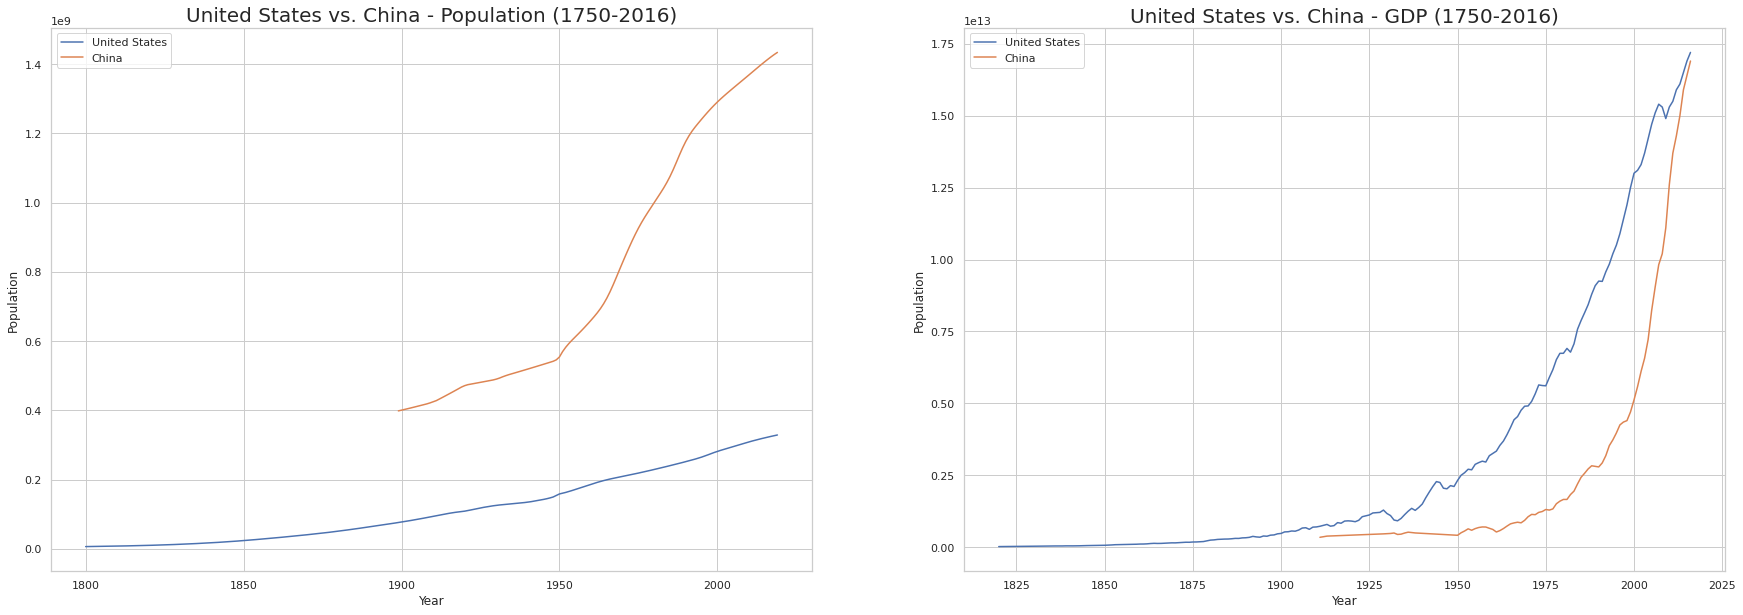 United States vs. China - Population (1750-2016)
1e9
United States
China
1.4
1.2
1.0
0.8
0.6
0.4
0.2
0.0
Population
1800
1850
1900
1950
2000
Year
United States vs. China - GDP (1750-2016)
1e13
United States
China
1.75
1.50
1.25
1.00
0.75
0.50
0.25
0.00
Population
1825
1850
1875
1900
1925
1950
1975
2000
2025
Year